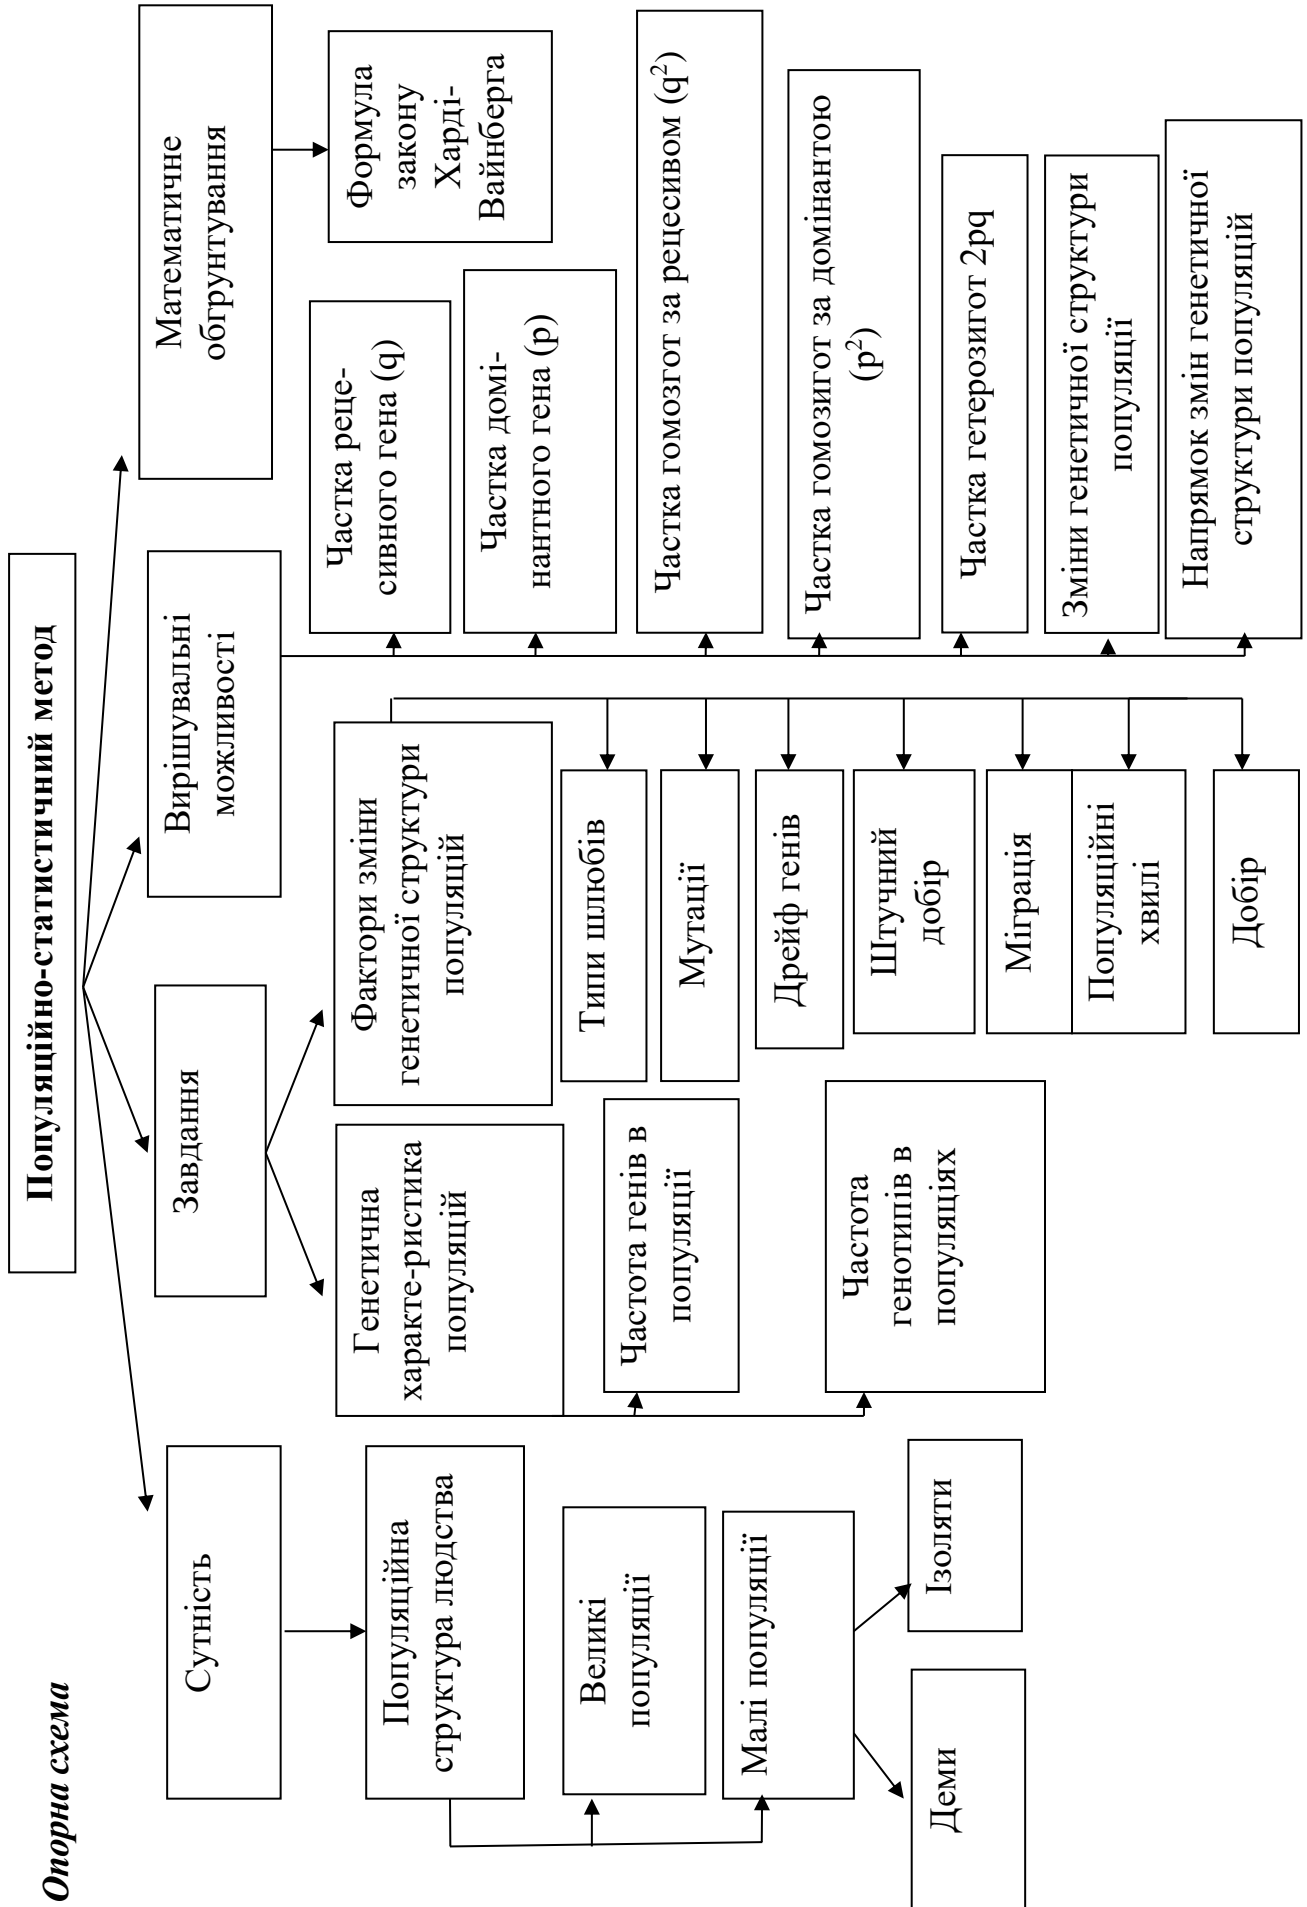 Опорна схема
Популяційно-статистичний метод
Сутність
Популяційна
структура людства
Великі
популяції
Малі популяції
Деми
Ізоляти
Завдання
Генетична
характе-ристика
популяцій
Частота генів в
популяції
Частота
генотипів в
популяціях
Фактори зміни
генетичної структури
популяцій
Типи шлюбів
Мутації
Дрейф генів
Штучний
добір
Міграція
Популяційні
хвилі
Добір
Вирішувальні
можливості
Частка реце-
сивного гена (q)
Частка домі-
нантного гена (p)
Частка гомозгот за рецесивом (q²)
Частка гомозигот за домінантою
(p²)
Частка гетерозигот 2pq
Зміни генетичної структури
популяції
Напрямок змін генетичної
структури популяцій
Математичне
обгрунтування
Формула
закону
Харді-
Вайнберга